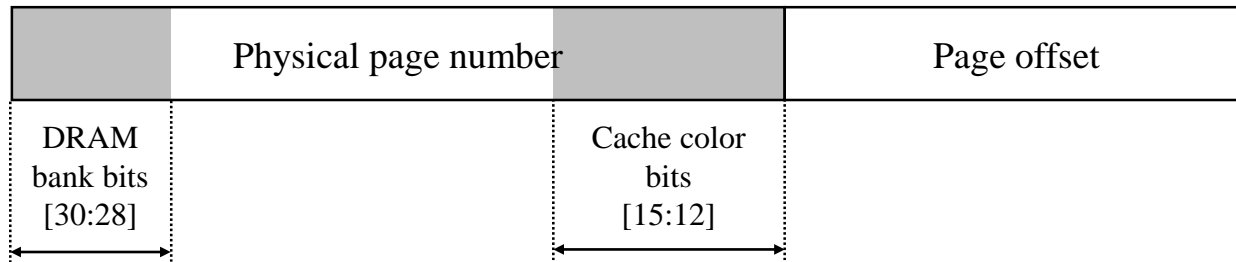 Physical page number
Page offset
DRAM
bank bits
[30:28]
Cache color
bits
[15:12]